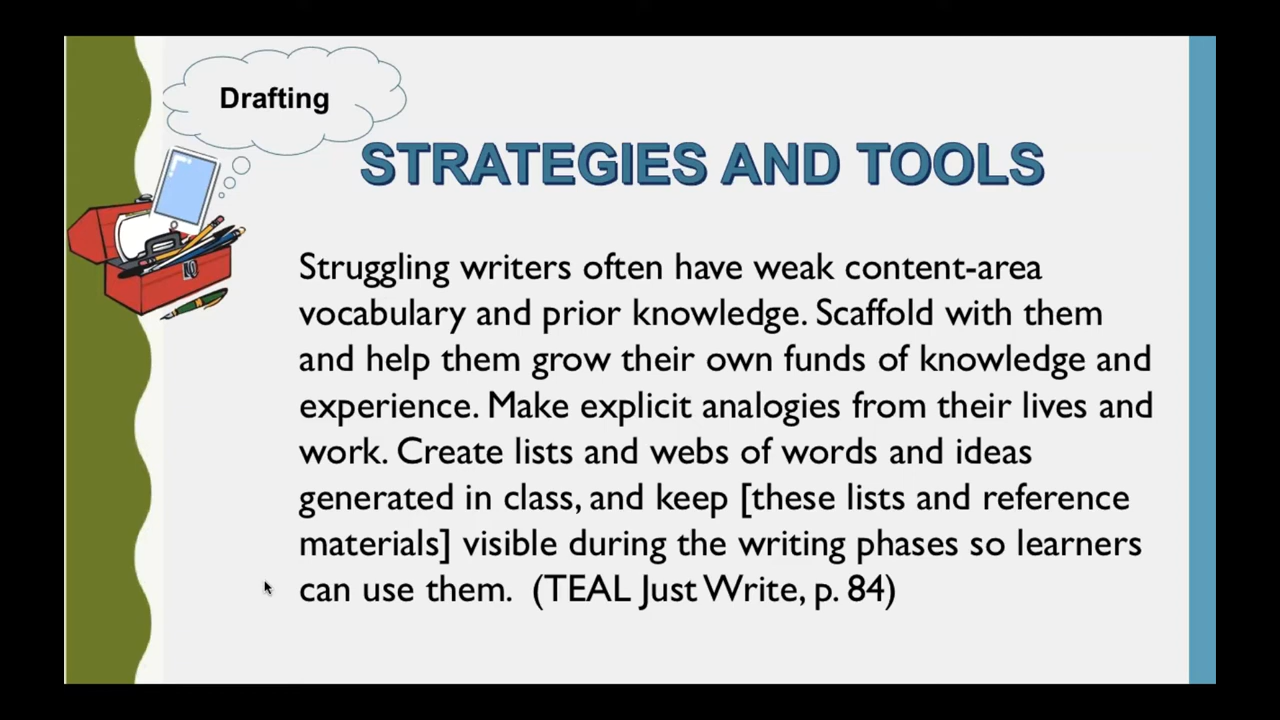 Drafting
STRATEGIES AND TOOLS
Struggling writers often have weak content-area
vocabulary and prior knowledge. Scaffold with them
and help them grow their own funds of knowledge and
experience. Make explicit analogies from their lives and
work. Create lists and webs of words and ideas
generated in class, and keep [these lists and reference
materials] visible during the writing phases so learners
can use them. (TEAL Just Write, p. 84)